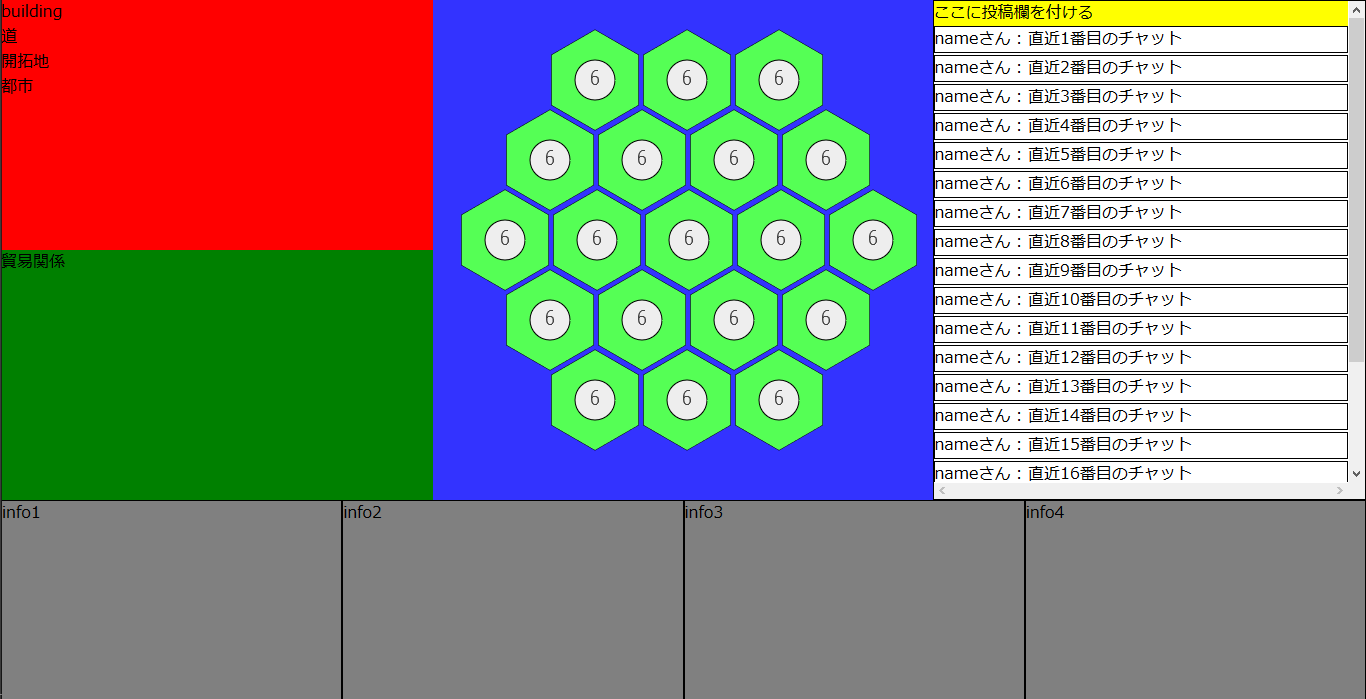 building
道
開拓地
都市
貿易関係
6 6 6
6 6 6 6
6 6 6 6 6
6 6 6 6
6 6 6
ここに投稿欄を付ける
nameさん：直近1番目のチャット
nameさん：直近2番目のチャット
nameさん：直近3番目のチャット
nameさん：直近4番目のチャット
nameさん：直近5番目のチャット
nameさん：直近6番目のチャット
nameさん：直近7番目のチャット
nameさん：直近8番目のチャット
nameさん：直近9番目のチャット
nameさん：直近10番目のチャット
nameさん：直近11番目のチャット
nameさん：直近12番目のチャット
nameさん：直近13番目のチャット
nameさん：直近14番目のチャット
nameさん：直近15番目のチャット
nameさん：直近16番目のチャット
info1
info2
info3
info4